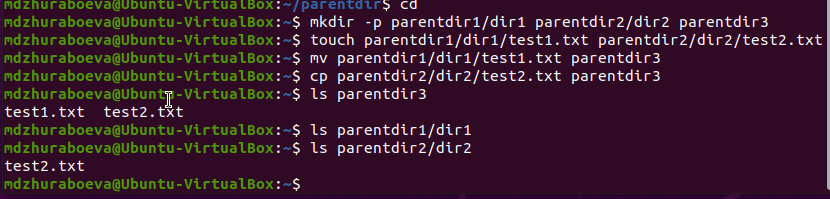 mdzhuraboeva@Ubuntu-VirtualBox:~/parentdir$ cd
mdzhuraboeva@Ubuntu-VirtualBox:~$ mkdir -p parentdir1/dir1 parentdir2/dir2 parentdir3
mdzhuraboeva@Ubuntu-VirtualBox:~$ touch parentdir1/dir1/test1.txt parentdir2/dir2/test2.txt
mdzhuraboeva@Ubuntu-VirtualBox:~$ mv parentdir1/dir1/test1.txt parentdir3
mdzhuraboeva@Ubuntu-VirtualBox:~$ cp parentdir2/dir2/test2.txt parentdir3
mdzhuraboeva@Ubuntu-VirtualBox:~$ ls parentdir3
test1.txt  test2.txt
mdzhuraboeva@Ubuntu-VirtualBox:~$ ls parentdir1/dir1
mdzhuraboeva@Ubuntu-VirtualBox:~$ ls parentdir2/dir2
test2.txt
mdzhuraboeva@Ubuntu-VirtualBox:~$